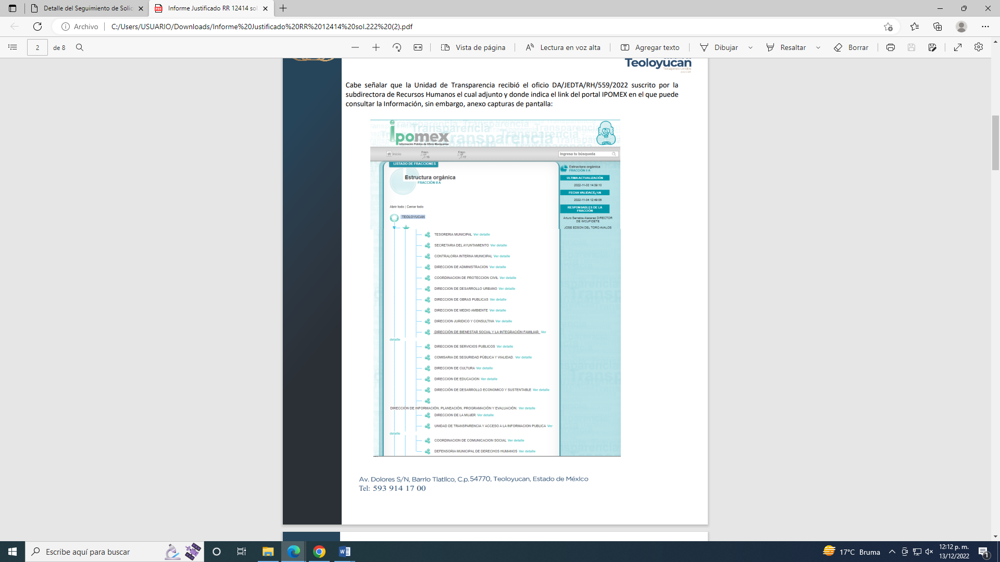 Detalle del Seguimiento de Solic
Informe Justificado RR 12414 sol
Archivo
C:/Users/USUARIO/Downloads/Informe%20Justificado%20RR%2012414%20sol.222%20(2).pdf
2 de 8
Vista de página
Lectura en voz alta
Agregar texto
Dibujar
Resaltar
Borrar
Teoloyucan
Cabe señalar que la Unidad de Transparencia recibió el oficio DA/JEDTA/RH/559/2022 suscrito por la
subdirectora de Recursos Humanos el cual adjunto y donde indica el link del portal IPOMEX en el que puede
consultar la Información, sin embargo, anexo capturas de pantalla:
ipomex
Información Pública de Oficio Mexiquense
Inicio
Ingresa tu búsqueda
LISTADO DE FRACCIONES
Estructura orgánica
FRACCIÓN II A
Abrir todo | Cerrar todo
TEOLOYUCAN
TESORERIA MUNICIPAL Ver detalle
SECRETARIA DEL AYUNTAMIENTO Ver detalle
CONTRALORIA INTERNA MUNICIPAL Ver detalle
DIRECCION DE ADMINISTRACION Ver detalle
COORDINACION DE PROTECCION CIVIL Ver detalle
DIRECCION DE DESARROLLO URBANO Ver detalle
DIRECCION DE OBRAS PUBLICAS Ver detalle
DIRECCION DE MEDIO AMBIENTE Ver detalle
DIRECCION JURIDICO Y CONSULTIVA Ver detalle
DIRECCIÓN DE BIENESTAR SOCIAL Y LA INTEGRACIÓN FAMILIAR. Ver
detalle
DIRECCION DE SERVICIOS PUBLICOS Ver detalle
COMISARIA DE SEGURIDAD PÚBLICA Y VIALIDAD. Ver detalle
DIRECCION DE CULTURA Ver detalle
DIRECCION DE EDUCACION Ver detalle
DIRECCIÓN DE DESARROLLO ECONOMICO Y SUSTENTABLE Ver detalle
DIRECCIÓN DE INFORMACIÓN, PLANEACIÓN, PROGRAMACIÓN Y EVALUACIÓN. Ver detalle
DIRECCION DE LA MUJER Ver detalle
UNIDAD DE TRANSPARENCIA Y ACCESO A LA INFORMACION PUBLICA Ver
detalle
COORDINACION DE COMUNICACION SOCIAL Ver detalle
DEFENSORIA MUNICIPAL DE DERECHOS HUMANOS Ver detalle
Estructura orgánica
FRACCIÓN II A
ULTIMA ACTUALIZACIÓN
2022-11-03 14:39:10
FECHA VALIDACÉ¿½N
2022-11-04 12:49:06
RESPONSABLES DE LA
FRACCIÓN
Arturo Serratos Alacaraz DIRECTOR
DE IMCUFIDETE
JOSE EDSON DEL TORO AVALOS
Av. Dolores S/N, Barrio Tlatilco, C.p. 54770, Teoloyucan, Estado de México
Tel: 593 914 17 00
Escribe aquí para buscar
17°C Bruma
12:12 p. m.
13/12/2022
1